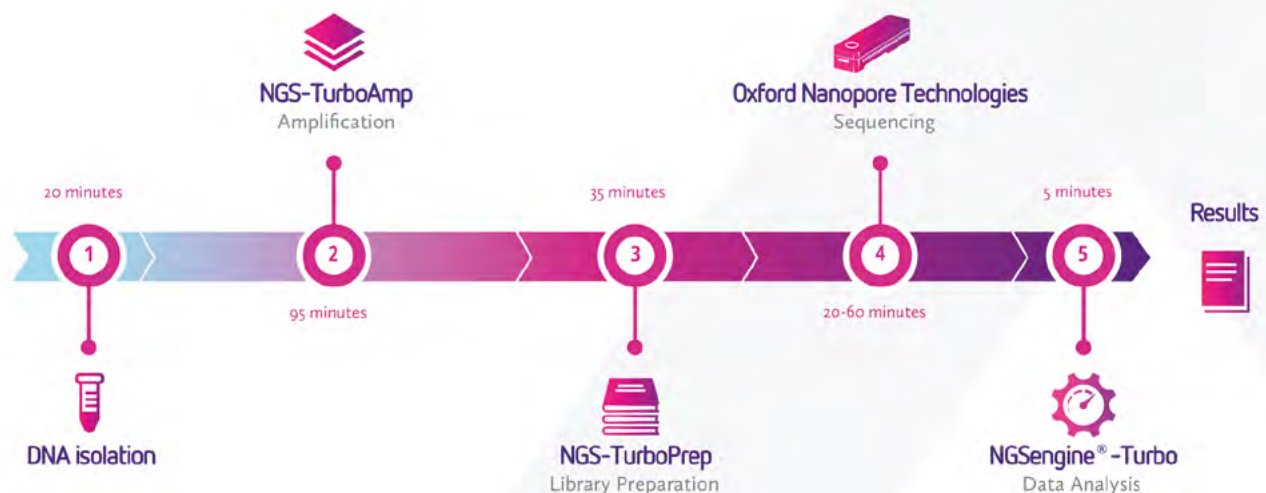 NGS-TurboAmp
Amplification
Oxford Nanopore Technologies
Sequencing
20 minutes
35 minutes
5 minutes
Results
1
2
3
4
5
95 minutes
20-60 minutes
DNA isolation
NGS-TurboPrep
Library Preparation
NGSengine®-Turbo
Data Analysis